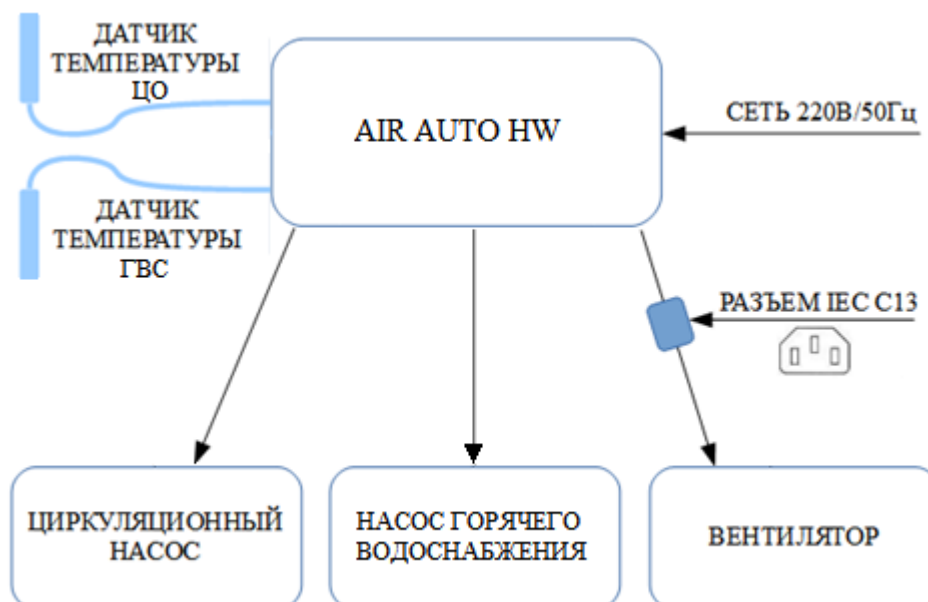 ДАТЧИК
ТЕМПЕРАТУРЫ
ЦО
AIR AUTO HW
СЕТЬ 220В/50Гц
ДАТЧИК
ТЕМПЕРАТУРЫ
ГВС
РАЗЪЕМ IEC C13
ЦИРКУЛЯЦИОННЫЙ
НАСОС
НАСОС ГОРЯЧЕГО
ВОДОСНАБЖЕНИЯ
ВЕНТИЛЯТОР